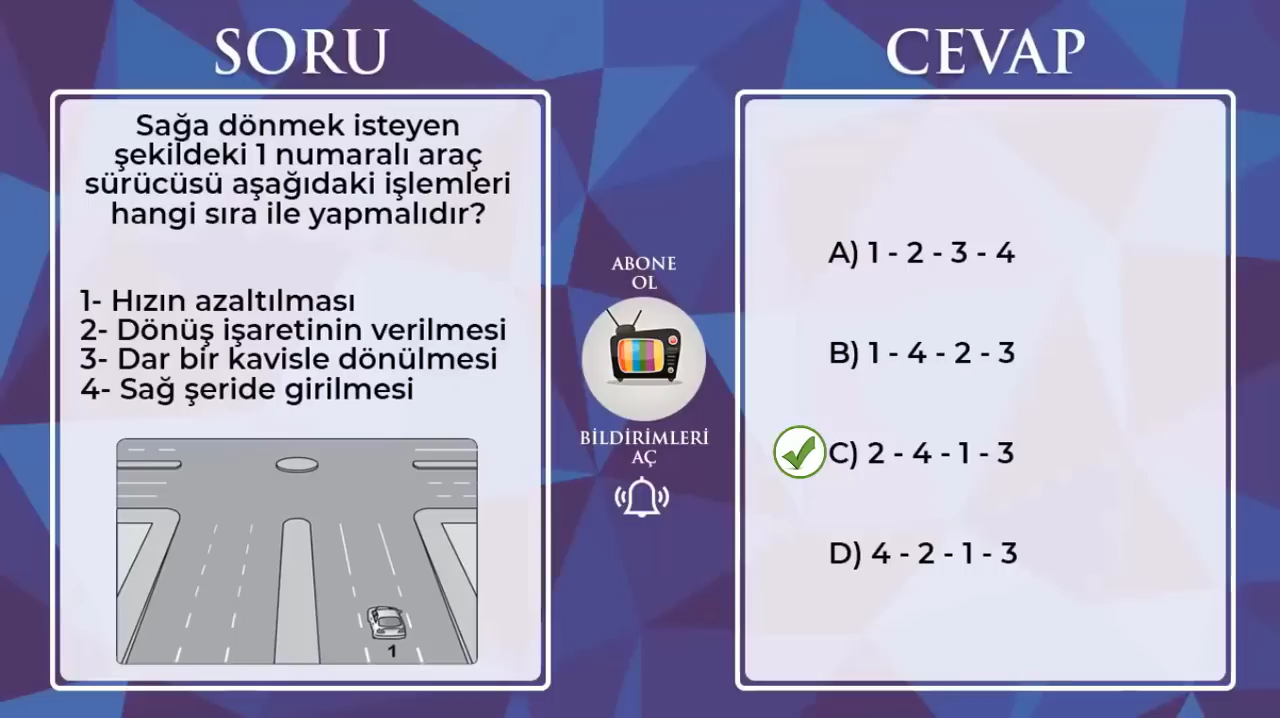 SORU
Sağa dönmek isteyen
şekildeki 1 numaralı araç
sürücüsü aşağıdaki işlemleri
hangi sıra ile yapmalıdır?
1- Hızın azaltılması
2- Dönüş işaretinin verilmesi
3- Dar bir kavisle dönülmesi
4- Sağ şeride girilmesi
1
ABONE
OL
BİLDİRİMLERİ
AÇ
CEVAP
A) 1 - 2 - 3 - 4
B) 1 - 4 - 2 - 3
C) 2 - 4 - 1 - 3
D) 4 - 2 - 1 - 3